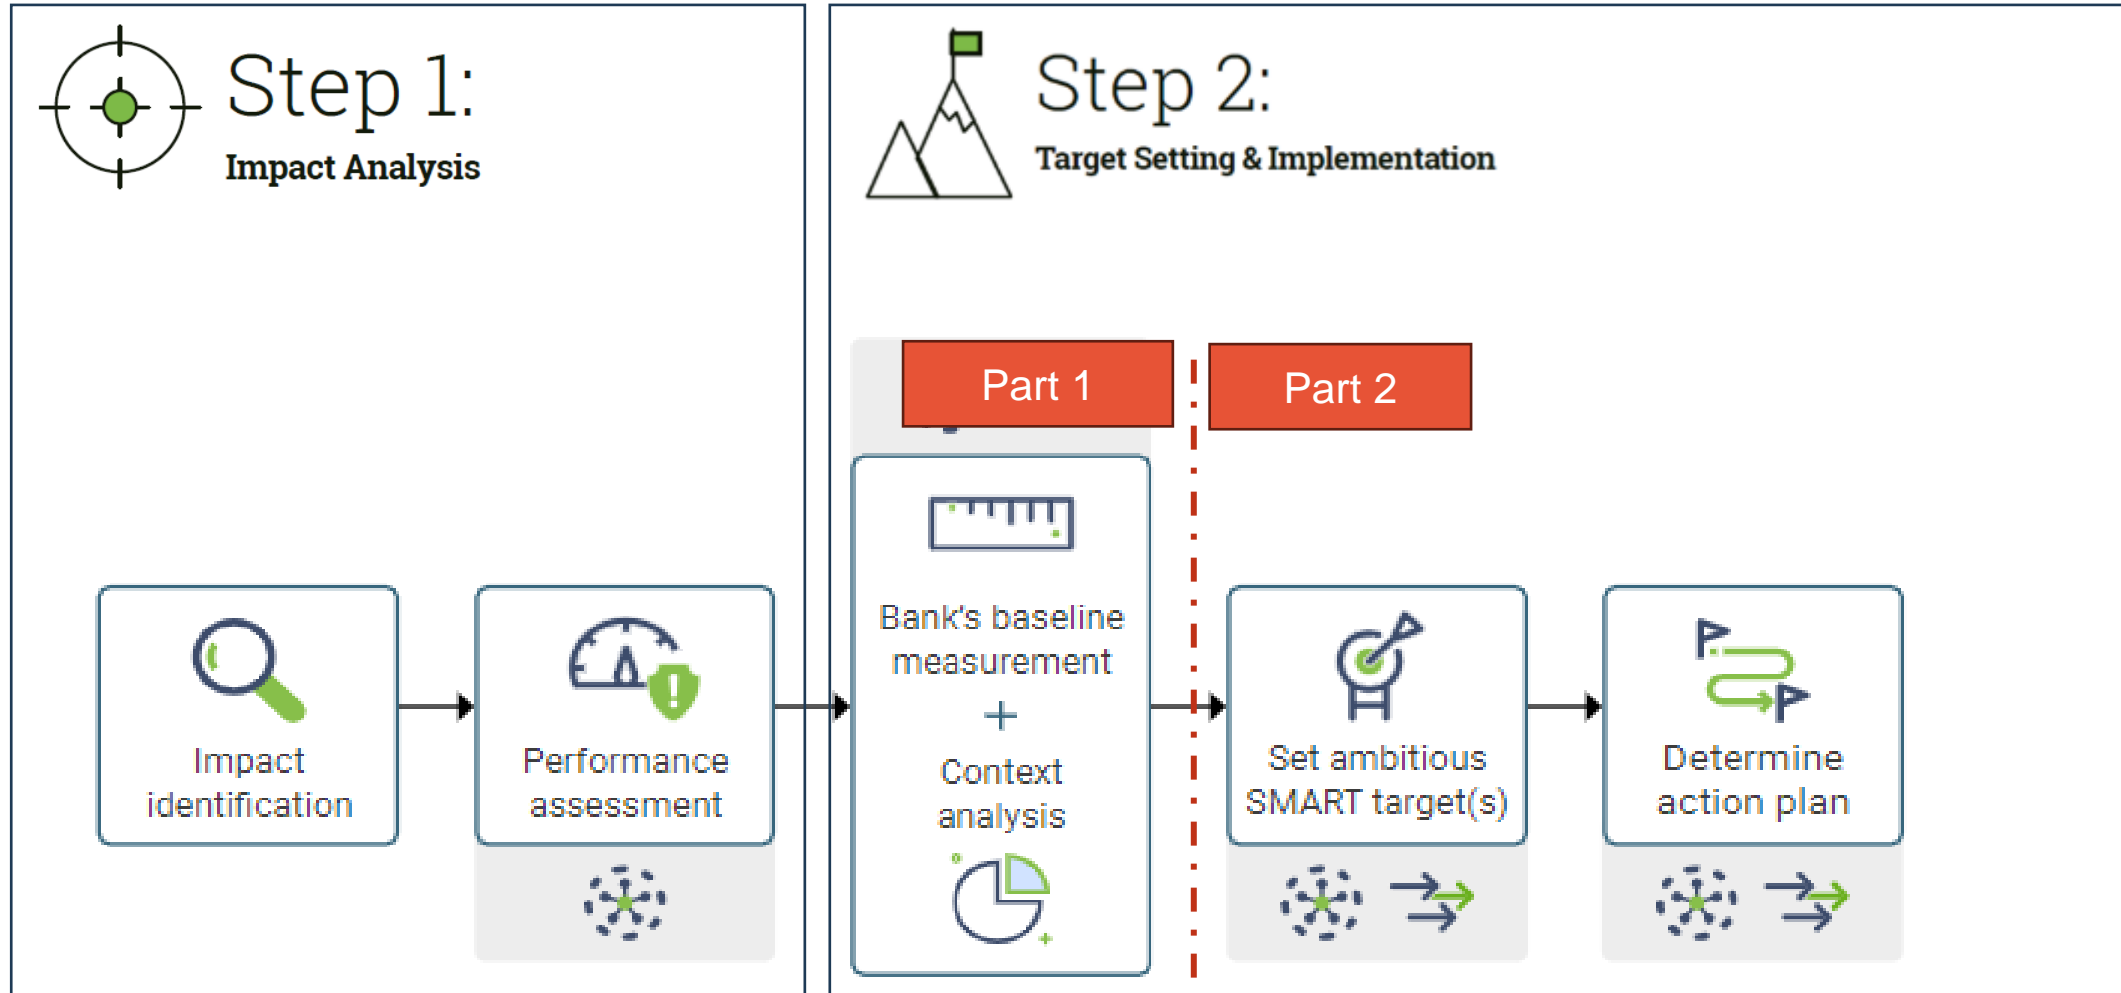 Step 1:
Impact Analysis
Impact
identification
Performance
assessment
Step 2:
Target Setting & Implementation
Part 1
Part 2
Bank's baseline
measurement
+
Context
analysis
Set ambitious
SMART target(s)
Determine
action plan